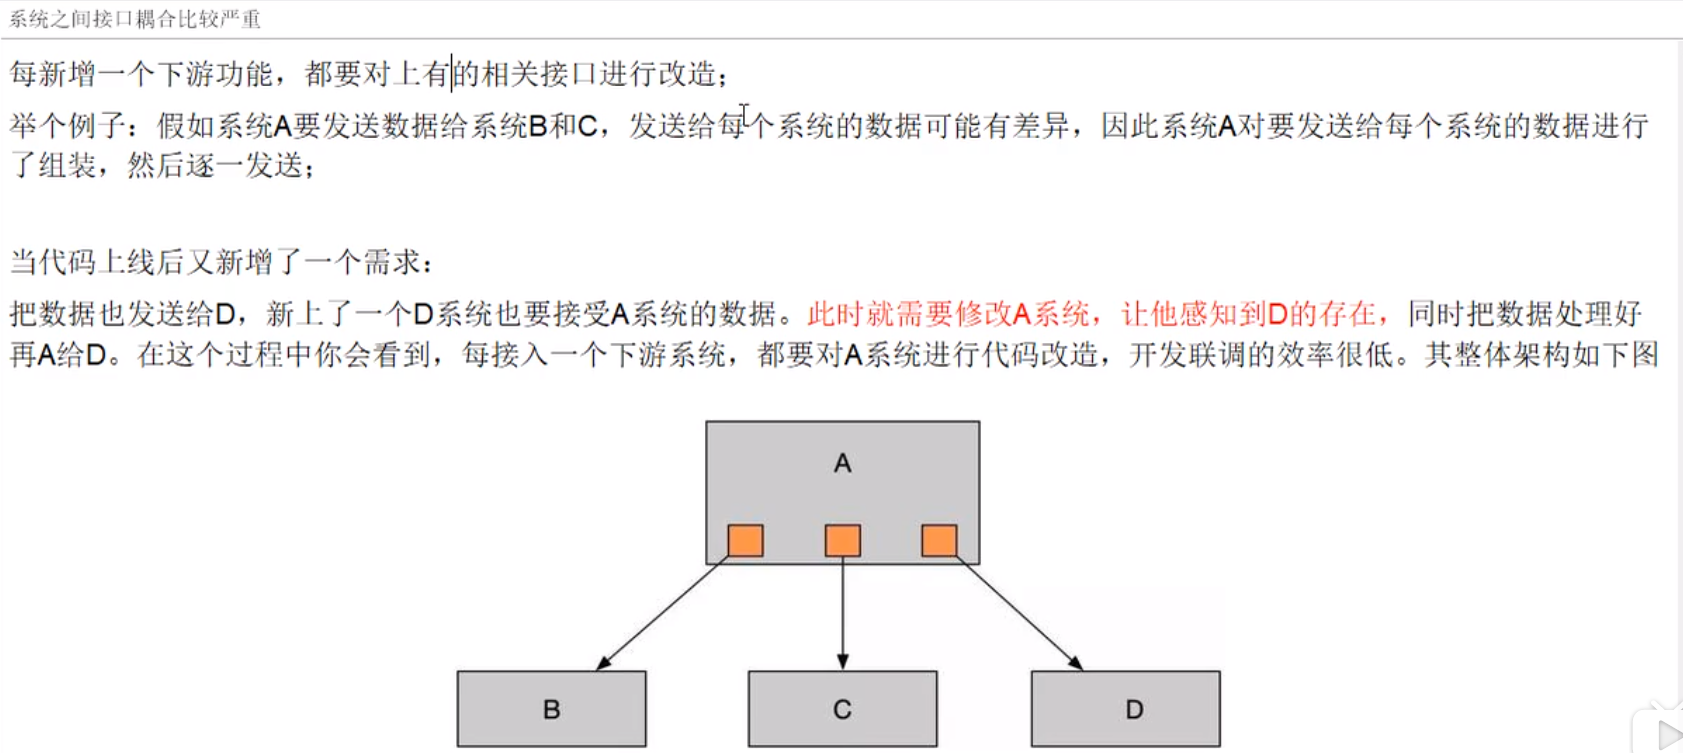 系统之间接口耦合比较严重
每新增一个下游功能，都要对上有的相关接口进行改造；
举个例子：假如系统A要发送数据给系统B和C，发送给每个系统的数据可能有差异，因此系统A对要发送给每个系统的数据进行
了组装，然后逐一发送；
当代码上线后又新增了一个需求：
把数据也发送给D，新上了一个D系统也要接受A系统的数据。此时就需要修改A系统，让他感知到D的存在，同时把数据处理好
再A给D。在这个过程中你会看到，每接入一个下游系统，都要对A系统进行代码改造，开发联调的效率很低。其整体架构如下图
A
B
C
D